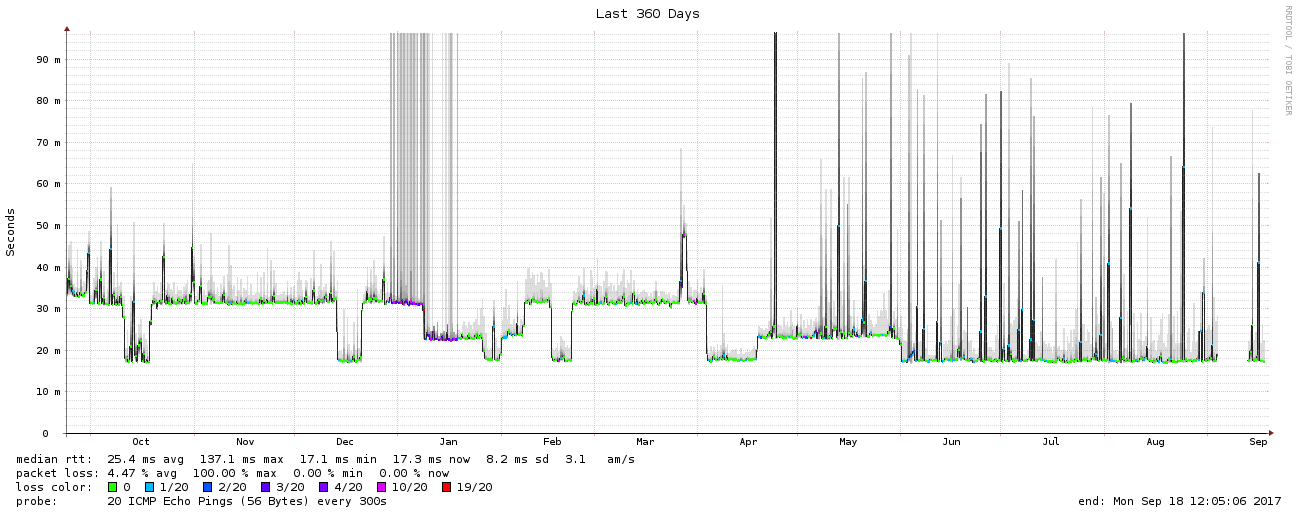 Last 360 Days
RRDTOOL / TOBI OETIKER
Seconds
90 m
80 m
70 m
60 m
50 m
40 m
30 m
20 m
10 m
0
Oct Nov Dec Jan Feb Mar Apr May Jun Jul Aug Sep
median rtt: 25.4 ms avg 137.1 ms max 17.1 ms min 17.3 ms now 8.2 ms sd 3.1 am/s
packet loss: 4.47 % avg 100.00 % max 0.00 % min 0.00 % now
loss color: 0 1/20 2/20 3/20 4/20 10/20 19/20
probe: 20 ICMP Echo Pings (56 Bytes) every 300s end: Mon Sep 18 12:05:06 2017